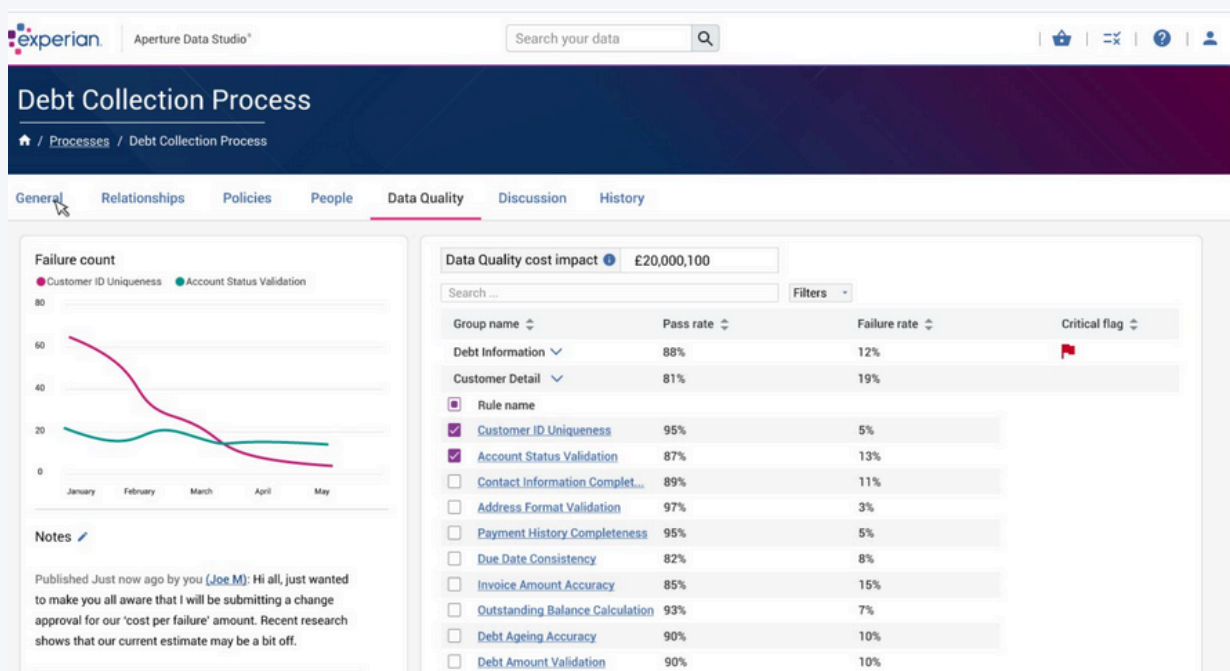 experian.
Aperture Data Studio°
Search your data
Debt Collection Process
/ Processes / Debt Collection Process
General Relationships Policies People Data Quality Discussion History
Failure count
Customer ID Uniqueness Account Status Validation
80
60
40
20
0
January February March April May
Notes
Published Just now ago by you (Joe M): Hi all, just wanted
to make you all aware that I will be submitting a change
approval for our 'cost per failure' amount. Recent research
shows that our current estimate may be a bit off.
Data Quality cost impact £20,000,100
Search ... Filters
Group name Pass rate Failure rate Critical flag
Debt Information 88% 12%
Customer Detail 81% 19%
Rule name
Customer ID Uniqueness 95% 5%
Account Status Validation 87% 13%
Contact Information Complet... 89% 11%
Address Format Validation 97% 3%
Payment History Completeness 95% 5%
Due Date Consistency 82% 8%
Invoice Amount Accuracy 85% 15%
Outstanding Balance Calculation 93% 7%
Debt Ageing Accuracy 90% 10%
Debt Amount Validation 90% 10%